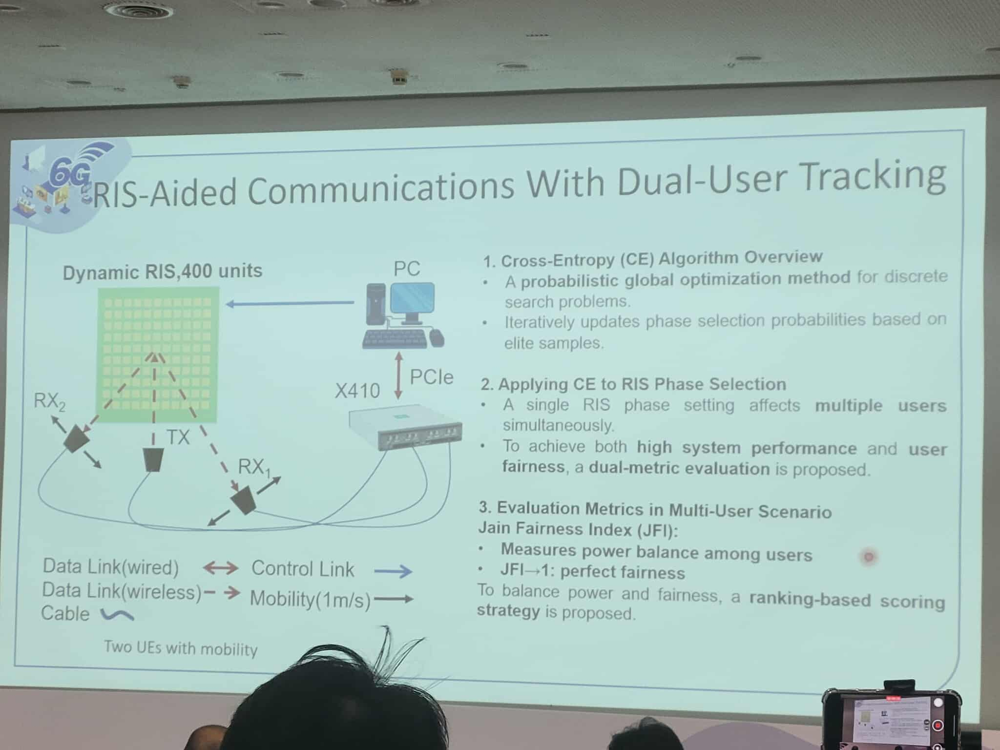 6G
RIS-Aided Communications With Dual-User Tracking
Dynamic RIS,400 units
PC
PCIe
X410
RX2
TX
RX1
Data Link(wired)
Control Link
Data Link(wireless)
Mobility(1m/s)
Cable
Two UEs with mobility
1. Cross-Entropy (CE) Algorithm Overview
• A probabilistic global optimization method for discrete
search problems.
• Iteratively updates phase selection probabilities based on
elite samples.
2. Applying CE to RIS Phase Selection
• A single RIS phase setting affects multiple users
simultaneously.
• To achieve both high system performance and user
fairness, a dual-metric evaluation is proposed.
3. Evaluation Metrics in Multi-User Scenario
Jain Fairness Index (JFI):
• Measures power balance among users
• JFI→1: perfect fairness
To balance power and fairness, a ranking-based scoring
strategy is proposed.